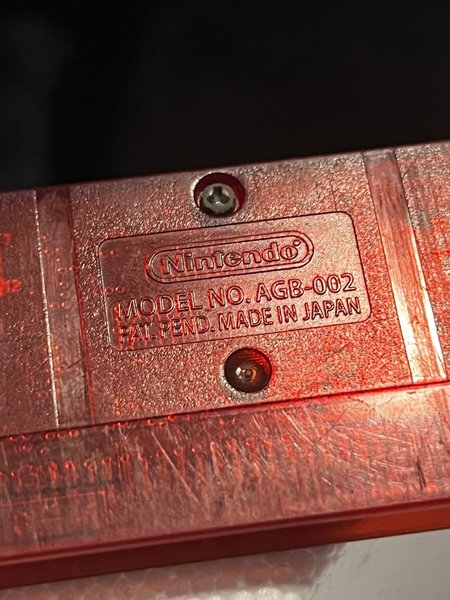 Nintendo®
MODEL NO. AGB-002
PAT. PEND. MADE IN JAPAN